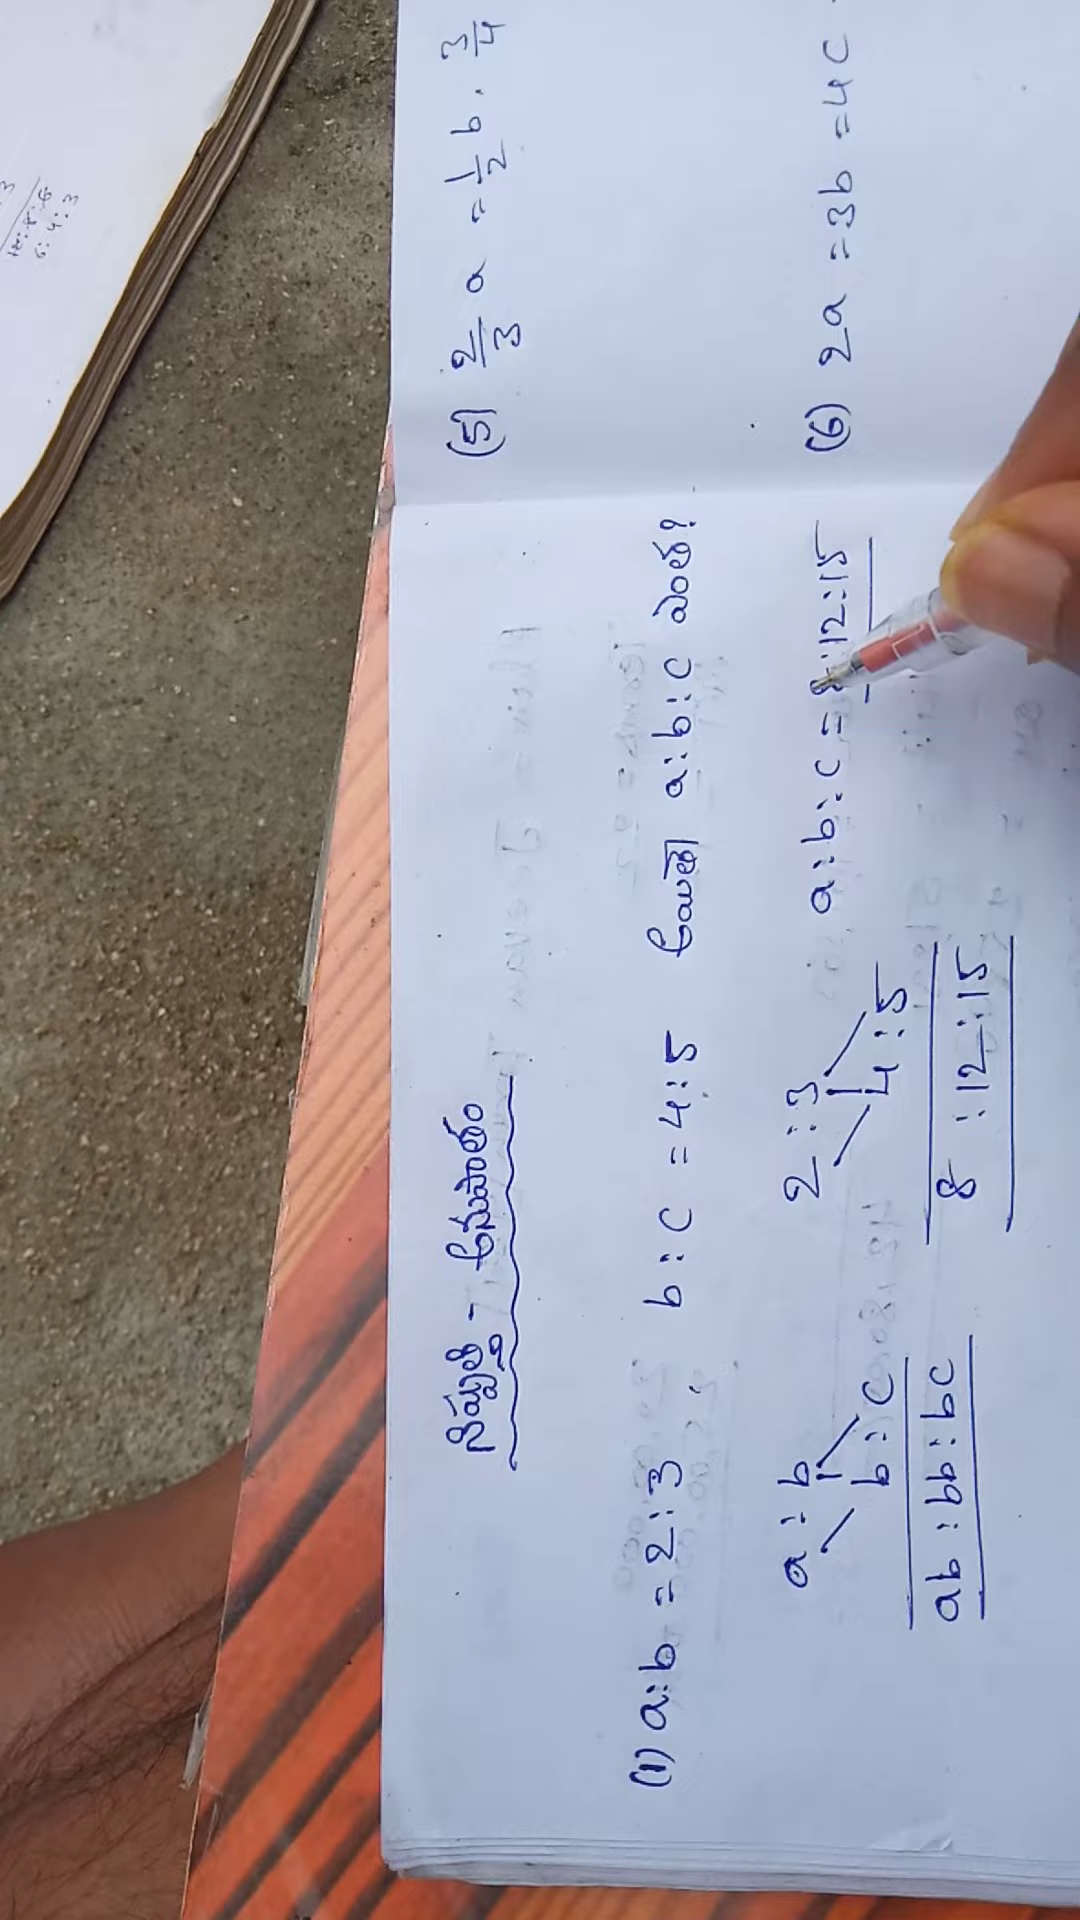 నిష్పత్తి - అనుపాతం
(1) a:b = 2:3 b:c = 4:5 అయితే a:b:c ఎంత?
a : b 2 : 3 a:b:c = 8:12:15
b : c 4 : 5
ab : bb : bc 8 : 12 : 15
(5) 2/3 a = 1/2 b . 3/4
(6) 2a = 3b = 4c